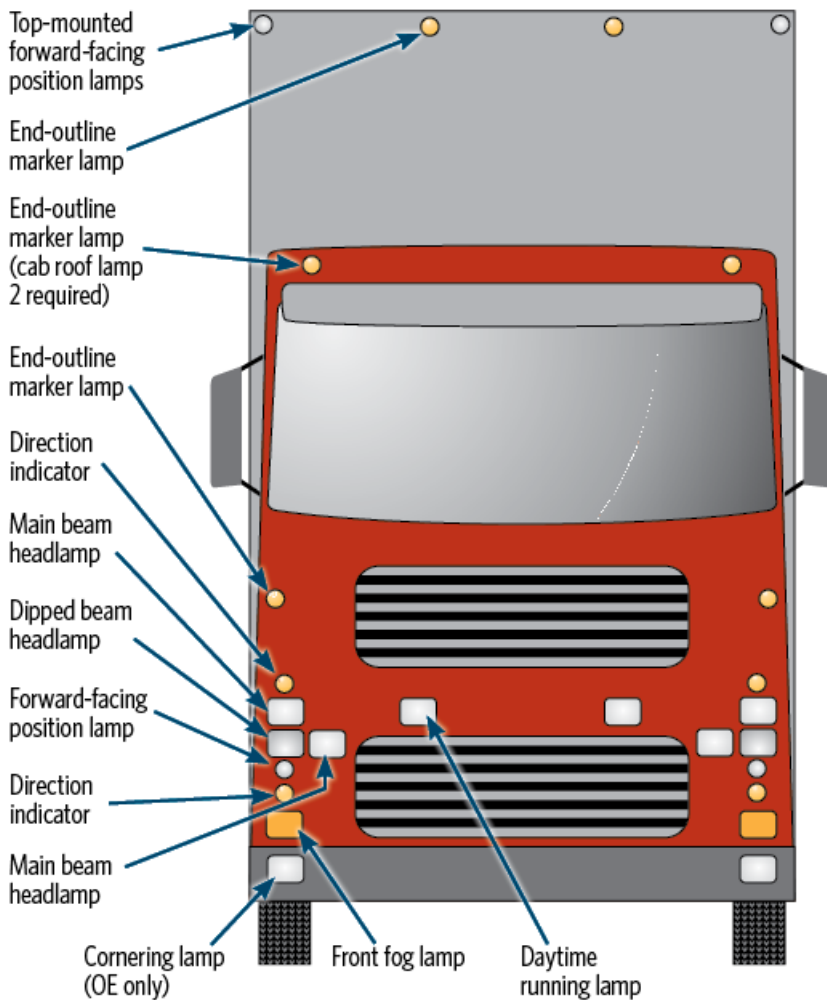 Top-mounted
forward-facing
position lamps
End-outline
marker lamp
End-outline
marker lamp
(cab roof lamp
2 required)
End-outline
marker lamp
Direction
indicator
Main beam
headlamp
Dipped beam
headlamp
Forward-facing
position lamp
Direction
indicator
Main beam
headlamp
Cornering lamp
(OE only)
Front fog lamp
Daytime
running lamp